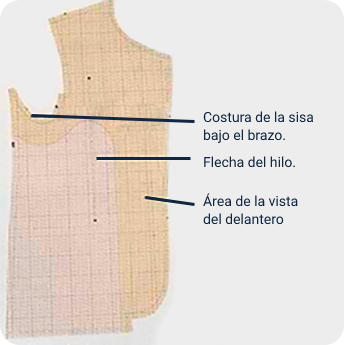 Costura de la sisa
bajo el brazo.
Flecha del hilo.
Área de la vista
del delantero